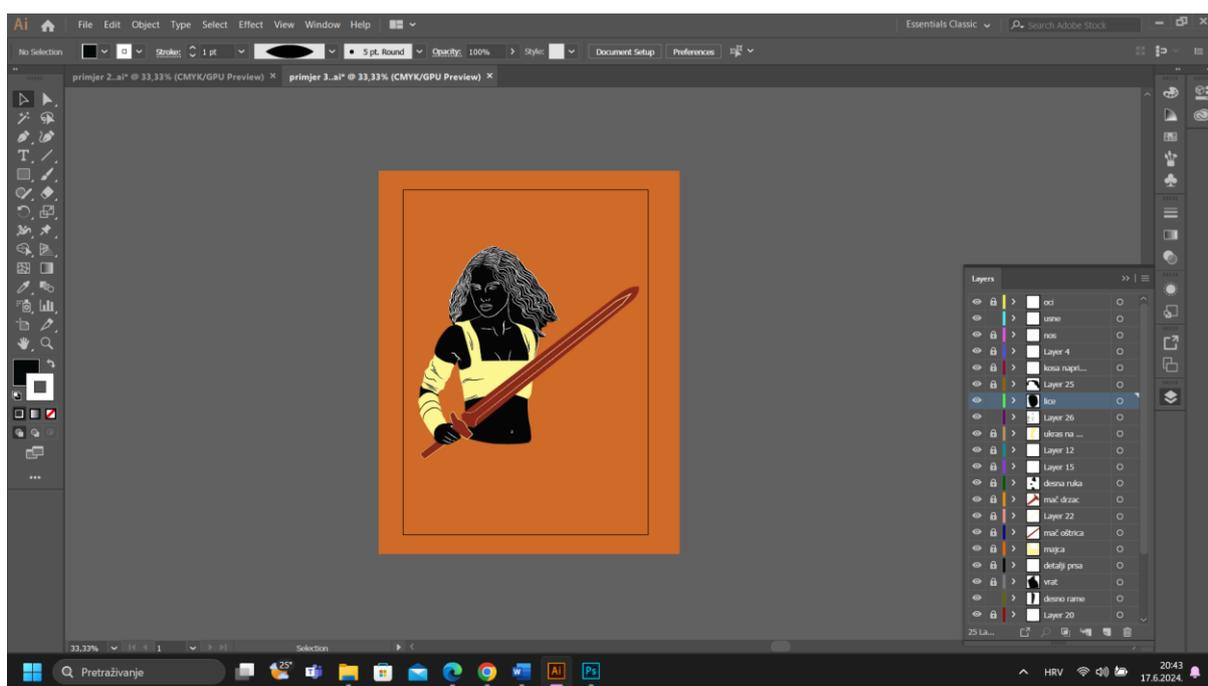 Ai File Edit Object Type Select Effect View Window Help Essentials Classic Search Adobe Stock
No Selection Stroke: 1 pt 5 pt. Round Opacity: 100% Style: Document Setup Preferences
primjer 2..ai* @ 33,33% (CMYK/GPU Preview) × primjer 3..ai* @ 33,33% (CMYK/GPU Preview) ×
Layers
oci
usne
nos
Layer 4
kosa napri...
Layer 25
lice
Layer 26
ukras na ...
Layer 12
Layer 15
desna ruka
mač drzac
Layer 22
mač oštrica
majca
detalji prsa
vrat
desno rame
Layer 20
25 La...
33,33% 1 Selection
Pretraživanje 25° Ai Ps HRV 20:43
17.6.2024.